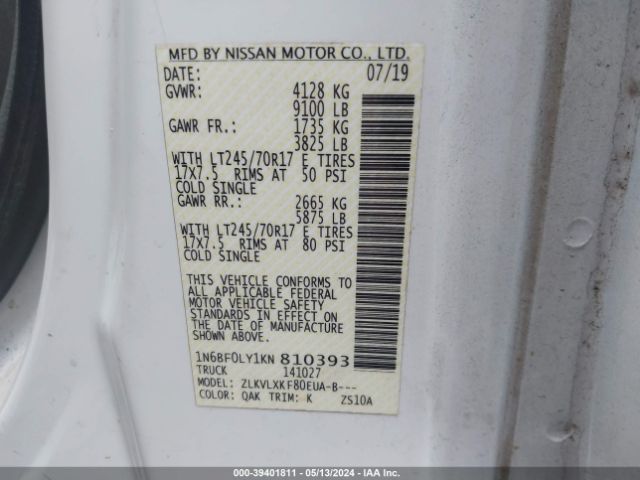 MFD BY NISSAN MOTOR CO., LTD.
DATE: 07/19
GVWR: 4128 KG
9100 LB
GAWR FR.: 1735 KG
3825 LB
WITH LT245/70R17 E TIRES
17X7.5 RIMS AT 50 PSI
COLD SINGLE
GAWR RR.: 2665 KG
5875 LB
WITH LT245/70R17 E TIRES
17X7.5 RIMS AT 80 PSI
COLD SINGLE
THIS VEHICLE CONFORMS TO
ALL APPLICABLE FEDERAL
MOTOR VEHICLE SAFETY
STANDARDS IN EFFECT ON
THE DATE OF MANUFACTURE
SHOWN ABOVE.
1N6BF0LY1KN 810393
TRUCK 141027
MODEL: ZLKVLXKF80EUA-B---
COLOR: QAK TRIM: K ZS10A
000-39401811 - 05/13/2024 - IAA Inc.